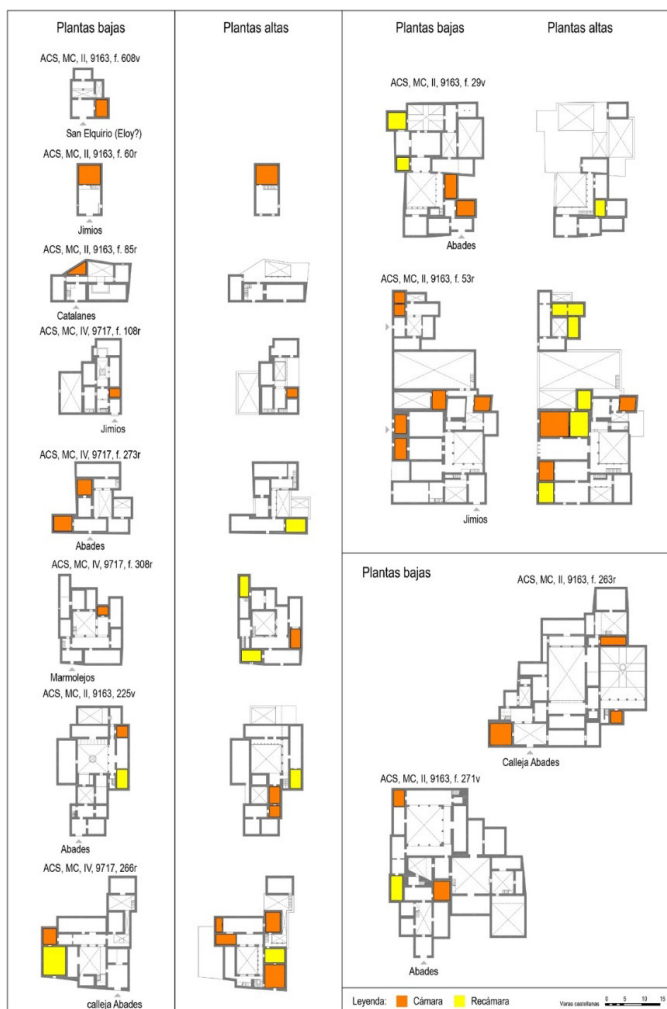 Plantas bajas
Plantas altas
ACS, MC, II, 9163, f. 608v
San Elquirio (Eloy?)
ACS, MC, II, 9163, f. 60r
Jimios
ACS, MC, II, 9163, f. 85r
Catalanes
ACS, MC, IV, 9717, f. 108r
Jimios
ACS, MC, IV, 9717, f. 273r
Abades
ACS, MC, IV, 9717, f. 308r
Marmolejos
ACS, MC, II, 9163, 225v
Abades
ACS, MC, IV, 9717, 266r
calleja Abades
Plantas bajas
Plantas altas
ACS, MC, II, 9163, f. 29v
Abades
ACS, MC, II, 9163, f. 53r
Jimios
Plantas bajas
ACS, MC, II, 9163, f. 263r
Calleja Abades
ACS, MC, II, 9163, f. 271v
Abades
Leyenda: Cámara Recámara Varas castellanas 0 5 10 15